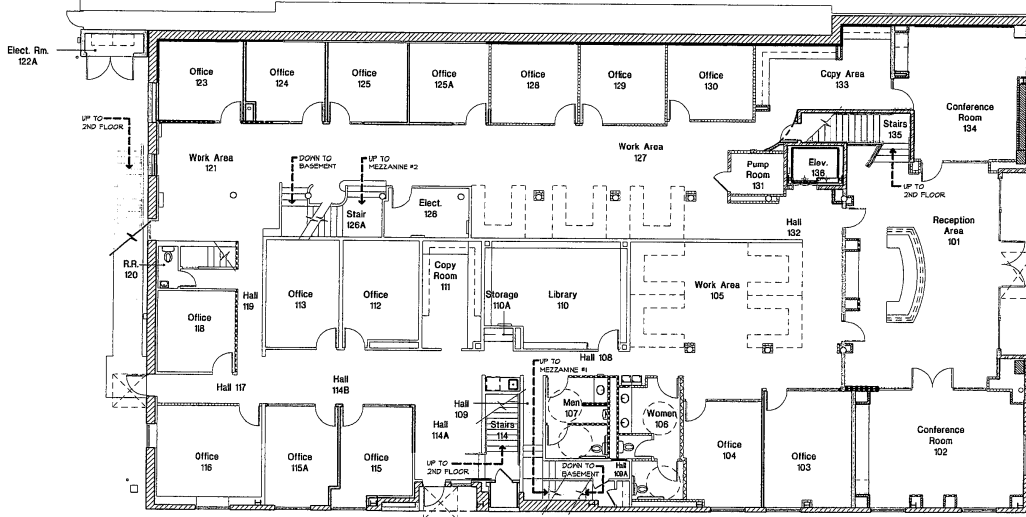 Elect. Rm.
122A
UP TO
2ND FLOOR
Office
123
Office
124
Office
125
Office
125A
Office
128
Office
129
Office
130
Copy Area
133
Conference
Room
134
Stairs
135
Work Area
121
DOWN TO
BASEMENT
UP TO
MEZZANINE #2
Work Area
127
Pump
Room
131
Elev.
136
UP TO
2ND FLOOR
Stair
126A
Elect.
126
Hall
132
Reception
Area
101
R.R.
120
Hall
119
Office
118
Office
113
Office
112
Copy
Room
111
Storage
110A
Library
110
Work Area
105
Hall 108
UP TO
MEZZANINE #1
Hall 117
Hall
114B
Hall
109
Hall
114A
Stairs
114
Men
107
Women
106
Office
116
Office
115A
Office
115
UP TO
2ND FLOOR
DOWN TO
BASEMENT
Hall
109A
Office
104
Office
103
Conference
Room
102